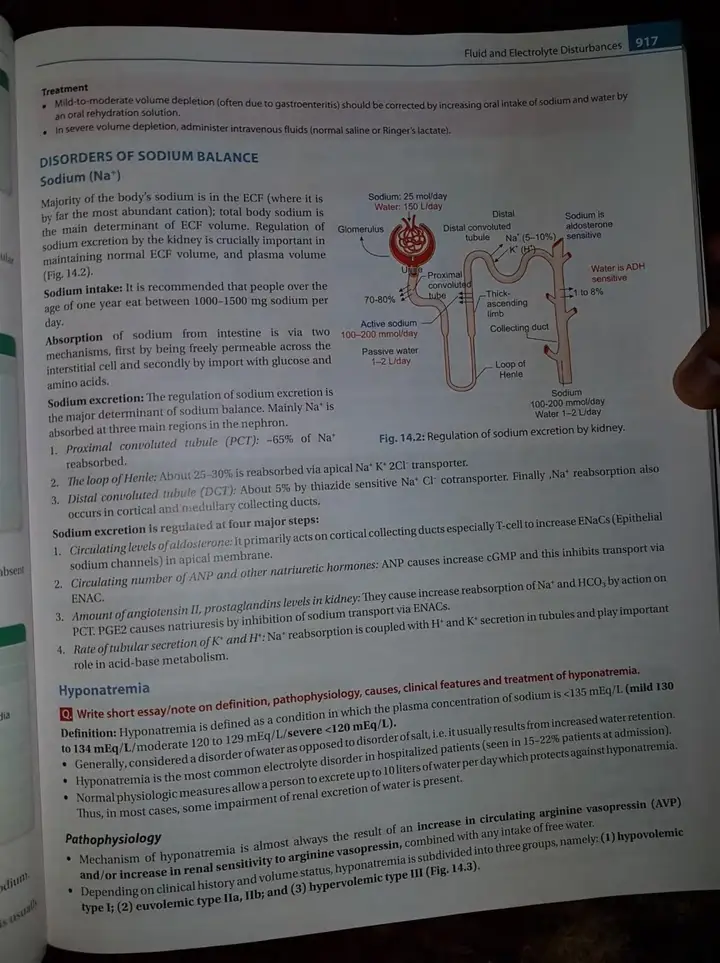 Fluid and Electrolyte Disturbances 917
Treatment
• Mild-to-moderate volume depletion (often due to gastroenteritis) should be corrected by increasing oral intake of sodium and water by
an oral rehydration solution.
• In severe volume depletion, administer intravenous fluids (normal saline or Ringer's lactate).
DISORDERS OF SODIUM BALANCE
Sodium (Na⁺)
Majority of the body's sodium is in the ECF (where it is
by far the most abundant cation); total body sodium is
the main determinant of ECF volume. Regulation of
sodium excretion by the kidney is crucially important in
maintaining normal ECF volume, and plasma volume
(Fig. 14.2).
Sodium intake: It is recommended that people over the
age of one year eat between 1000–1500 mg sodium per
day.
Absorption of sodium from intestine is via two
mechanisms, first by being freely permeable across the
interstitial cell and secondly by import with glucose and
amino acids.
Sodium excretion: The regulation of sodium excretion is
the major determinant of sodium balance. Mainly Na⁺ is
absorbed at three main regions in the nephron.
1. Proximal convoluted tubule (PCT): ~65% of Na⁺
reabsorbed.
Sodium: 25 mol/day
Water: 150 L/day
Glomerulus
Distal convoluted
tubule
Distal
Na⁺ (5–10%)
K⁺ (H⁺)
Sodium is
aldosterone
sensitive
Water is ADH
sensitive
1 to 8%
Proximal
convoluted
tube
70-80%
Thick-
ascending
limb
Active sodium
100–200 mmol/day
Passive water
1–2 L/day
Collecting duct
Loop of
Henle
Sodium
100-200 mmol/day
Water 1–2 L/day
Fig. 14.2: Regulation of sodium excretion by kidney.
2. The loop of Henle: About 25–30% is reabsorbed via apical Na⁺ K⁺ 2Cl⁻ transporter.
3. Distal convoluted tubule (DCT): About 5% by thiazide sensitive Na⁺ Cl⁻ cotransporter. Finally ,Na⁺ reabsorption also
occurs in cortical and medullary collecting ducts.
Sodium excretion is regulated at four major steps:
1. Circulating levels of aldosterone: It primarily acts on cortical collecting ducts especially T-cell to increase ENaCs (Epithelial
sodium channels) in apical membrane.
2. Circulating number of ANP and other natriuretic hormones: ANP causes increase cGMP and this inhibits transport via
ENAC.
3. Amount of angiotensin II, prostaglandins levels in kidney: They cause increase reabsorption of Na⁺ and HCO₃ by action on
PCT. PGE2 causes natriuresis by inhibition of sodium transport via ENACs.
4. Rate of tubular secretion of K⁺ and H⁺: Na⁺ reabsorption is coupled with H⁺ and K⁺ secretion in tubules and play important
role in acid-base metabolism.
Hyponatremia
Q. Write short essay/note on definition, pathophysiology, causes, clinical features and treatment of hyponatremia.
Definition: Hyponatremia is defined as a condition in which the plasma concentration of sodium is <135 mEq/L (mild 130
to 134 mEq/L/moderate 120 to 129 mEq/L/severe <120 mEq/L).
• Generally, considered a disorder of water as opposed to disorder of salt, i.e. it usually results from increased water retention.
• Hyponatremia is the most common electrolyte disorder in hospitalized patients (seen in 15–22% patients at admission).
• Normal physiologic measures allow a person to excrete up to 10 liters of water per day which protects against hyponatremia.
Thus, in most cases, some impairment of renal excretion of water is present.
Pathophysiology
• Mechanism of hyponatremia is almost always the result of an increase in circulating arginine vasopressin (AVP)
and/or increase in renal sensitivity to arginine vasopressin, combined with any intake of free water.
• Depending on clinical history and volume status, hyponatremia is subdivided into three groups, namely: (1) hypovolemic
type I; (2) euvolemic type IIa, IIb; and (3) hypervolemic type III (Fig. 14.3).